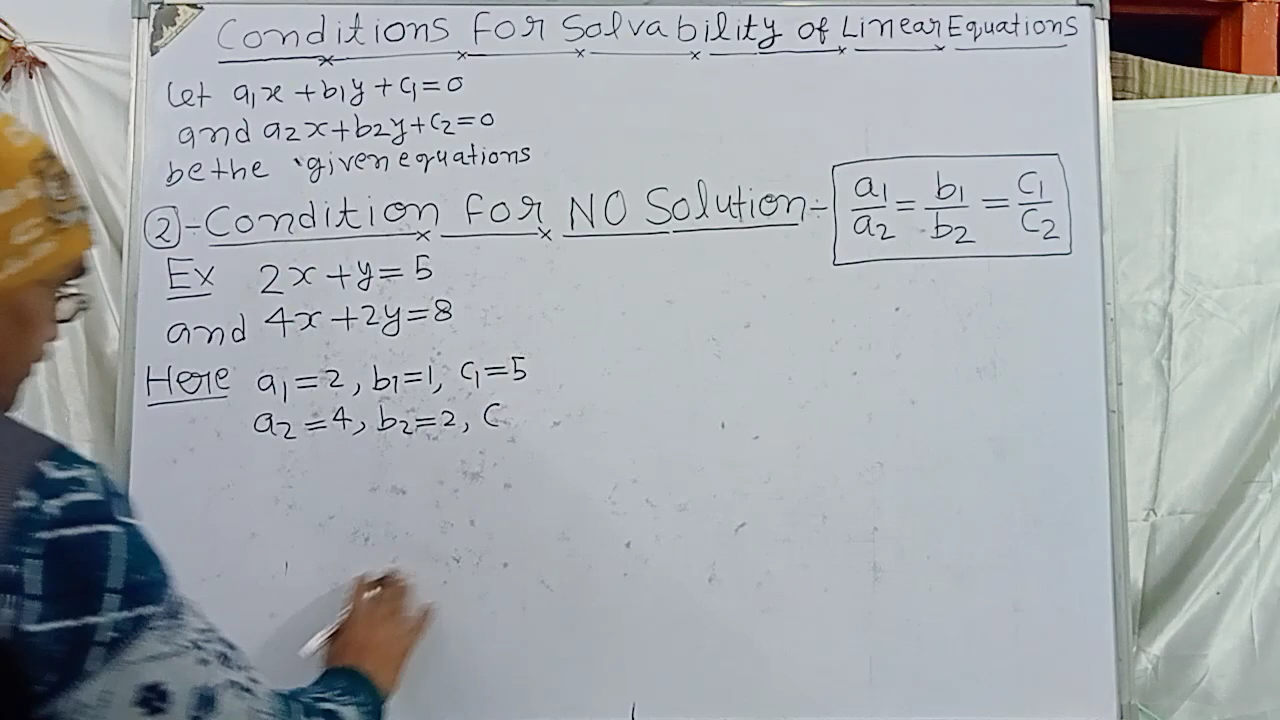 Conditions For Solvability of Linear Equations
Let a₁x + b₁y + c₁ = 0
and a₂x + b₂y + c₂ = 0
be the given equations
② - Condition For NO Solution :- a₁/a₂ = b₁/b₂ = c₁/c₂
Ex 2x + y = 5
and 4x + 2y = 8
Here a₁ = 2, b₁ = 1, c₁ = 5
a₂ = 4, b₂ = 2, c